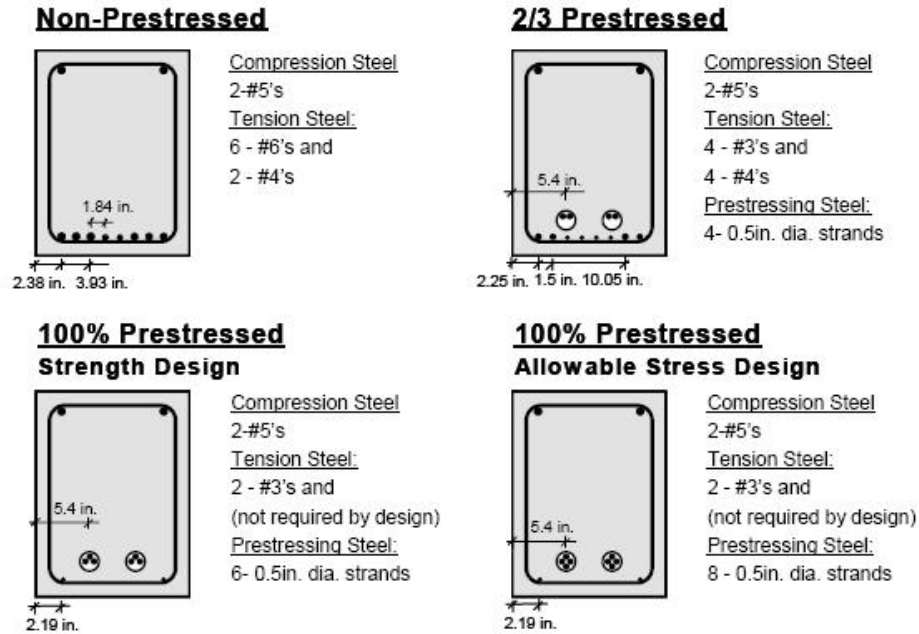 Non-Prestressed
Compression Steel
2-#5's
Tension Steel:
6 - #6's and
2 - #4's
1.84 in.
2.38 in. 3.93 in.
2/3 Prestressed
Compression Steel
2-#5's
Tension Steel:
4 - #3's and
4 - #4's
Prestressing Steel:
4- 0.5in. dia. strands
5.4 in.
2.25 in. 1.5 in. 10.05 in.
100% Prestressed
Strength Design
Compression Steel
2-#5's
Tension Steel:
2 - #3's and
(not required by design)
Prestressing Steel:
6- 0.5in. dia. strands
5.4 in.
2.19 in.
100% Prestressed
Allowable Stress Design
Compression Steel
2-#5's
Tension Steel:
2 - #3's and
(not required by design)
Prestressing Steel:
8 - 0.5in. dia. strands
5.4 in.
2.19 in.